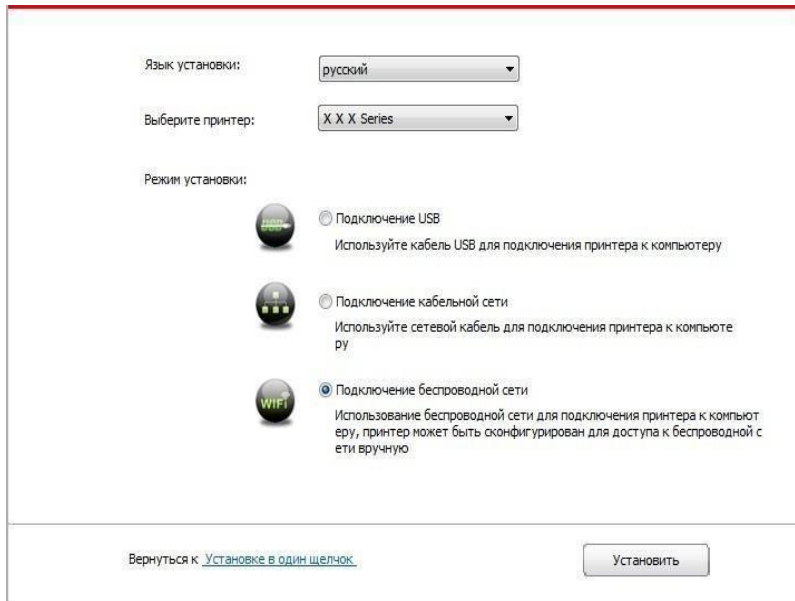 Язык установки:
русский
Выберите принтер:
X X X Series
Режим установки:
Подключение USB
Используйте кабель USB для подключения принтера к компьютеру
Подключение кабельной сети
Используйте сетевой кабель для подключения принтера к компьюте
ру
WiFi
Подключение беспроводной сети
Использование беспроводной сети для подключения принтера к компьют
еру, принтер может быть сконфигурирован для доступа к беспроводной с
ети вручную
Вернуться к Установке в один щелчок
Установить